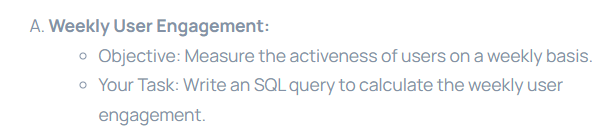 A. Weekly User Engagement:
○ Objective: Measure the activeness of users on a weekly basis.
○ Your Task: Write an SQL query to calculate the weekly user
engagement.